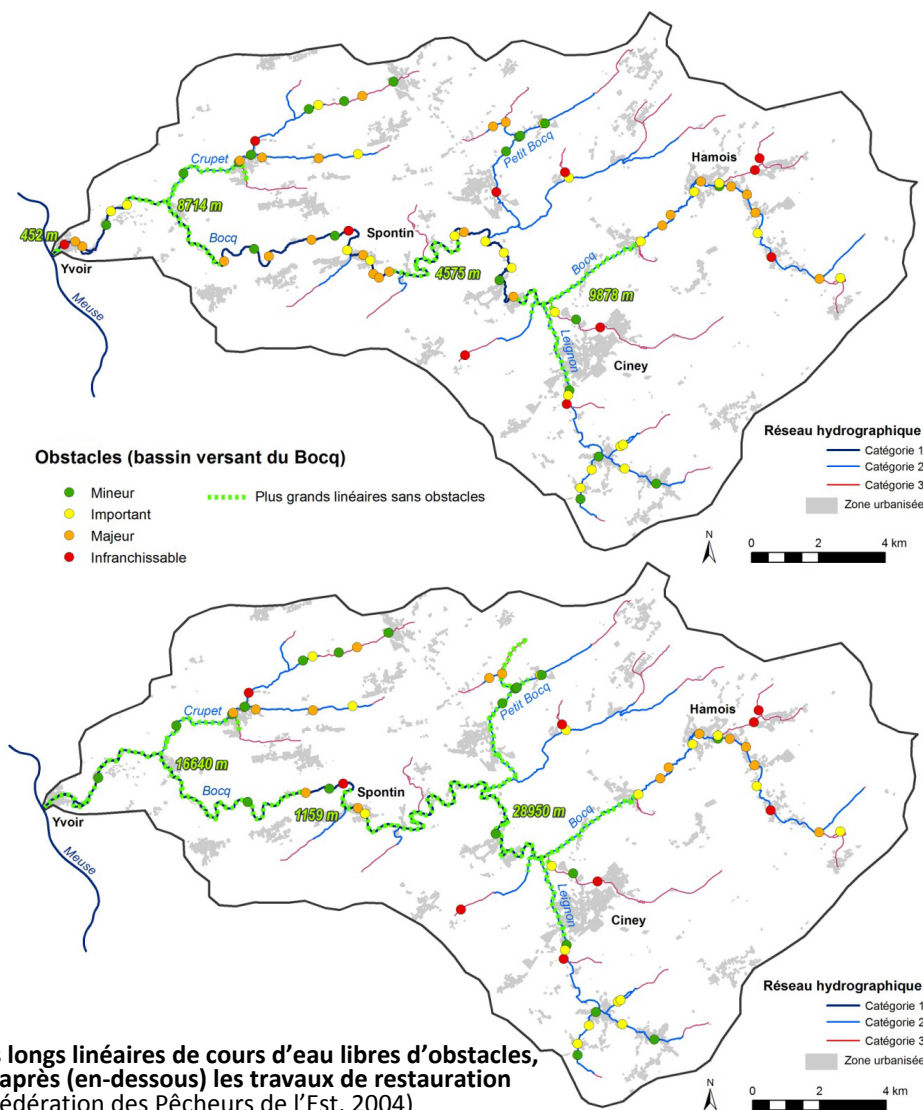 Hamois
Petit Bocq
Crupet
8714 m
452 m
Bocq
Spontin
4575 m
Bocq
9878 m
Yvoir
Meuse
Leignon
Ciney
Obstacles (bassin versant du Bocq)
Mineur
Important
Majeur
Infranchissable
Plus grands linéaires sans obstacles
Réseau hydrographique
Catégorie 1
Catégorie 2
Catégorie 3
Zone urbanisée
N
0 2 4 km
Hamois
Petit Bocq
Crupet
16640 m
Bocq
Spontin
1159 m
28950 m
Bocq
Yvoir
Meuse
Leignon
Ciney
Réseau hydrographique
Catégorie 1
Catégorie 2
Catégorie 3
Zone urbanisée
N
0 2 4 km
longs linéaires de cours d'eau libres d'obstacles,
après (en-dessous) les travaux de restauration
édération des Pêcheurs de l'Est, 2004)